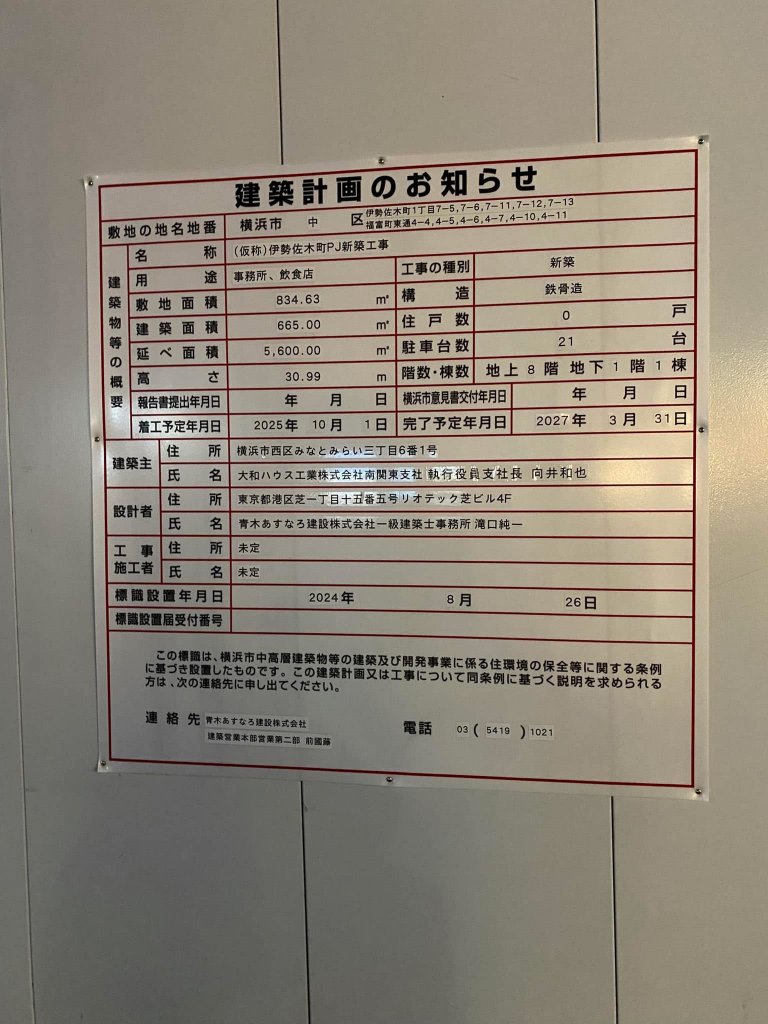 建築計画のお知らせ
敷地の地名地番 横浜市 中 区 伊勢佐木町1丁目7−5,7−6,7−11,7−12,7−13
福富町東通4−4,4−5,4−6,4−7,4−10,4−11
建築物等の概要
名称 (仮称)伊勢佐木町PJ新築工事
用途 事務所、飲食店 工事の種別 新築
敷地面積 834.63 ㎡ 構造 鉄骨造
建築面積 665.00 ㎡ 住戸数 0 戸
延べ面積 5,600.00 ㎡ 駐車台数 21 台
高さ 30.99 m 階数・棟数 地上 8 階 地下 1 階 1 棟
報告書提出年月日 年 月 日 横浜市意見書交付年月日 年 月 日
着工予定年月日 2025年 10月 1日 完了予定年月日 2027年 3月 31日
建築主 住所 横浜市西区みなとみらい三丁目6番1号
氏名 大和ハウス工業株式会社南関東支社 執行役員支社長 向井和也
設計者 住所 東京都港区芝一丁目十五番五号リオテック芝ビル4F
氏名 青木あすなろ建設株式会社一級建築士事務所 滝口純一
工事施工者 住所 未定
氏名 未定
標識設置年月日 2024年 8月 26日
標識設置届受付番号
この標識は、横浜市中高層建築物等の建築及び開発事業に係る住環境の保全等に関する条例
に基づき設置したものです。この建築計画又は工事について同条例に基づく説明を求められる
方は、次の連絡先に申し出てください。
連絡先 青木あすなろ建設株式会社 電話 03(5419)1021
建築営業本部営業第二部 前國藤